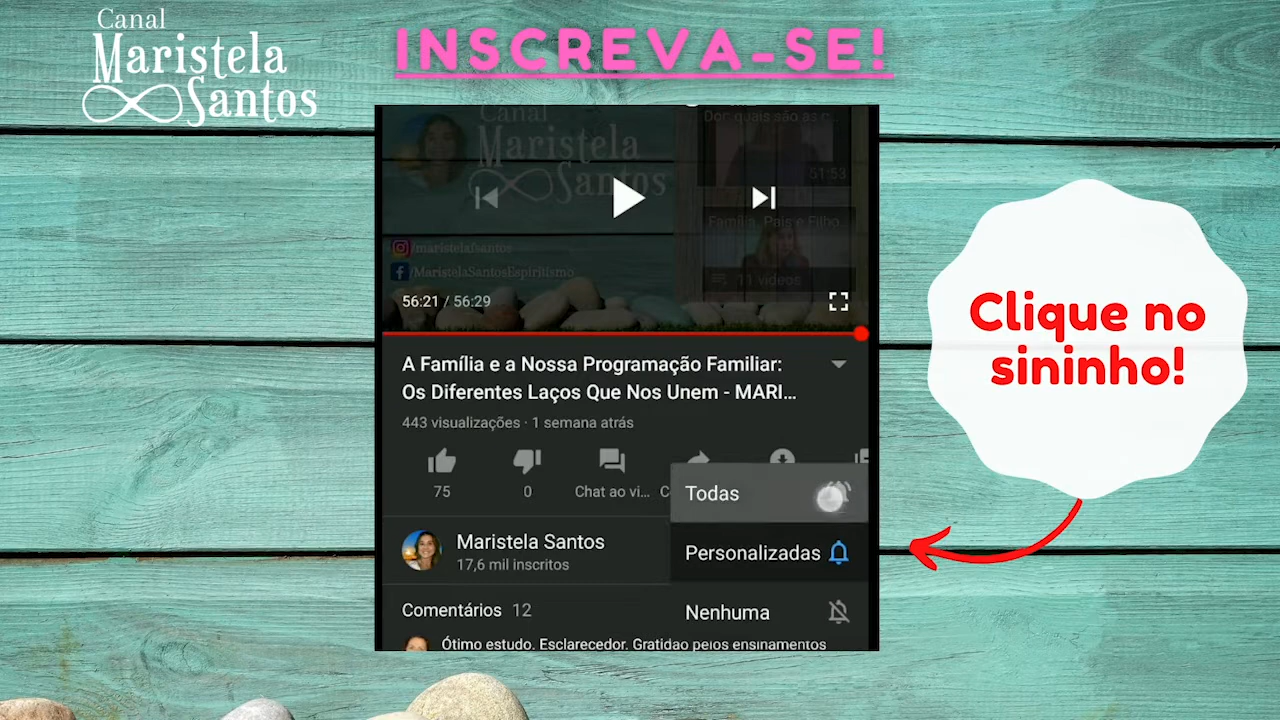 Canal
Maristela
Santos
INSCREVA-SE!
Canal
Maristela
Santos
51:53
Família, Pais e Filho
11 vídeos
/maristelafsantos
/MaristelaSantosEspiritismo
56:21 / 56:29
A Família e a Nossa Programação Familiar:
Os Diferentes Laços Que Nos Unem - MARI...
443 visualizações · 1 semana atrás
75
0
Chat ao vi...
C
Todas
Maristela Santos
17,6 mil inscritos
Personalizadas
Comentários 12
Nenhuma
Ótimo estudo. Esclarecedor. Gratidao pelos ensinamentos
Clique no
sininho!